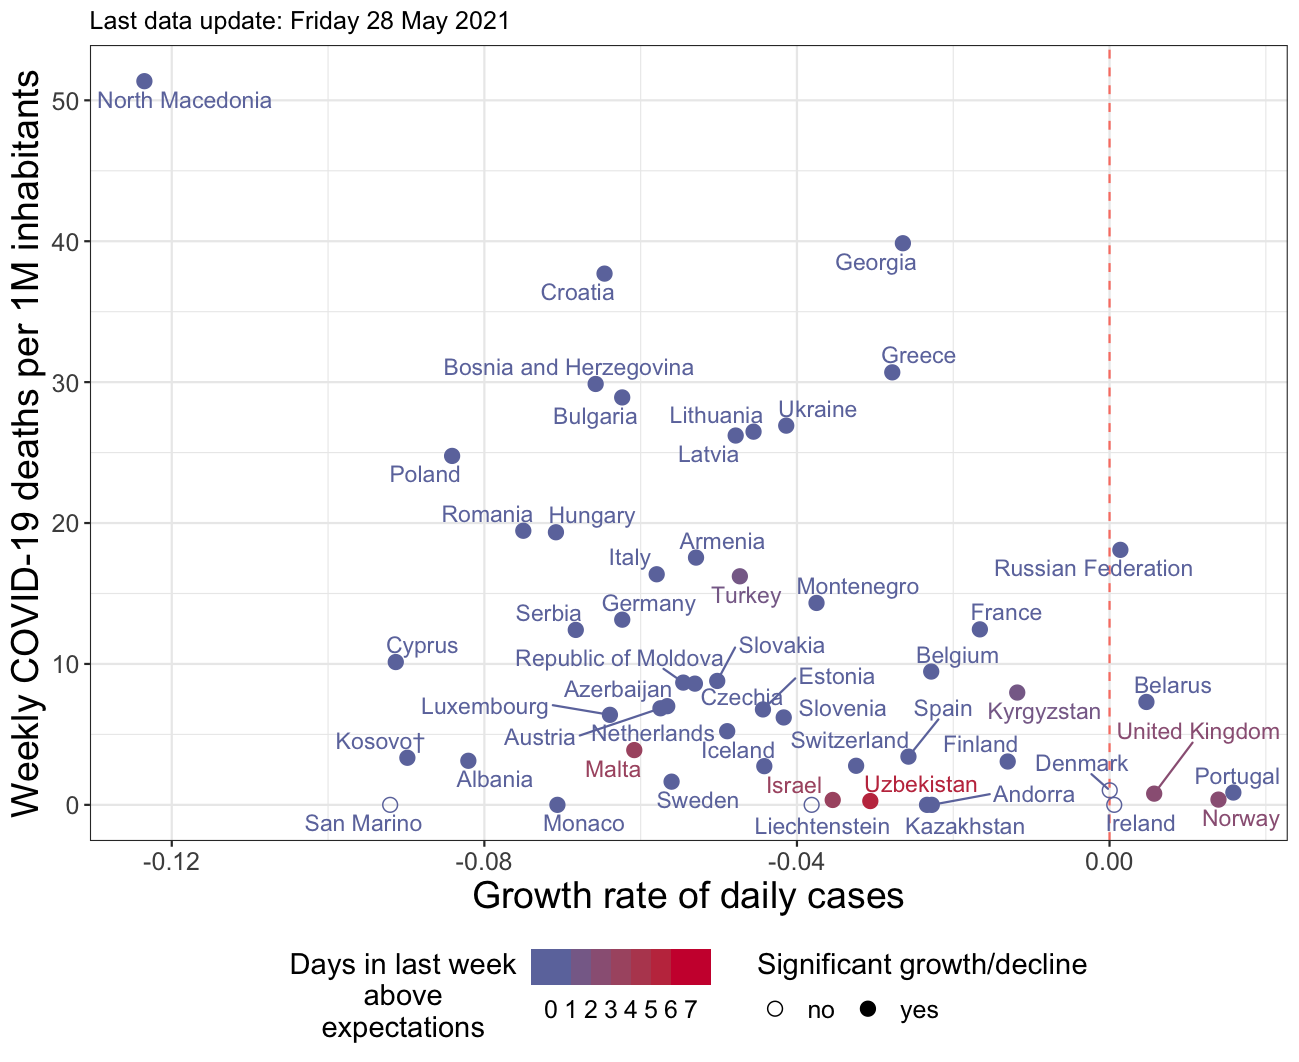 Last data update: Friday 28 May 2021
Weekly COVID-19 deaths per 1M inhabitants
50
40
30
20
10
0
North Macedonia
Georgia
Croatia
Greece
Bosnia and Herzegovina
Bulgaria
Lithuania
Ukraine
Latvia
Poland
Romania
Hungary
Armenia
Italy
Russian Federation
Turkey
Montenegro
Germany
Serbia
France
Cyprus
Slovakia
Republic of Moldova
Belgium
Estonia
Azerbaijan
Czechia
Belarus
Luxembourg
Slovenia
Spain
Kyrgyzstan
Austria
Netherlands
United Kingdom
Kosovo†
Iceland
Switzerland
Finland
Denmark
Malta
Albania
Israel
Uzbekistan
Portugal
Sweden
Andorra
San Marino
Monaco
Liechtenstein
Kazakhstan
Ireland
Norway
-0.12
-0.08
-0.04
0.00
Growth rate of daily cases
Days in last week
above
expectations
0 1 2 3 4 5 6 7
Significant growth/decline
no
yes